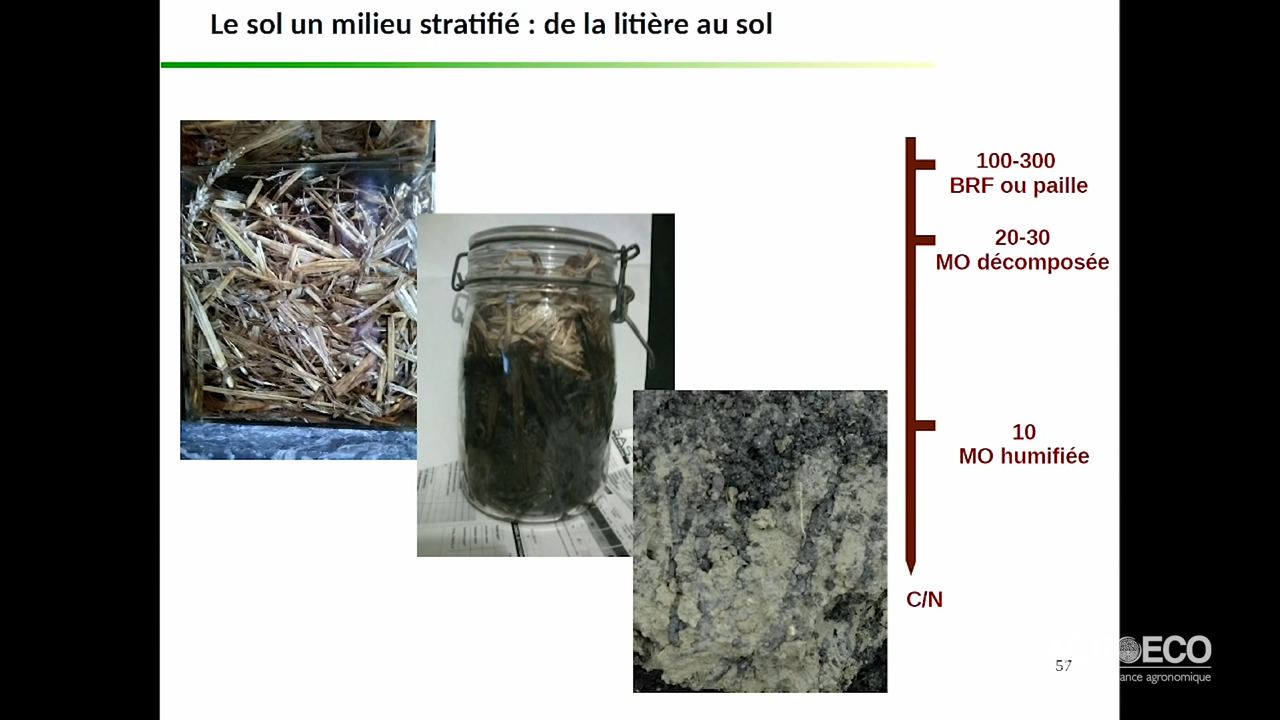 Le sol un milieu stratifié : de la litière au sol
100-300
BRF ou paille
20-30
MO décomposée
10
MO humifiée
C/N
57
ECO
ance agronomique